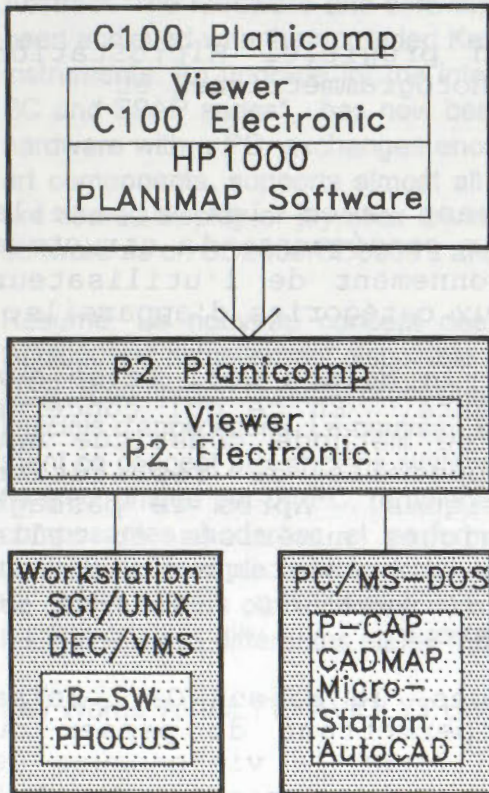 C100 Planicomp
Viewer
C100 Electronic
HP1000
PLANIMAP Software
P2 Planicomp
Viewer
P2 Electronic
Workstation
SGI/UNIX
DEC/VMS
P-SW
PHOCUS
PC/MS-DOS
P-CAP
CADMAP
Micro-
Station
AutoCAD